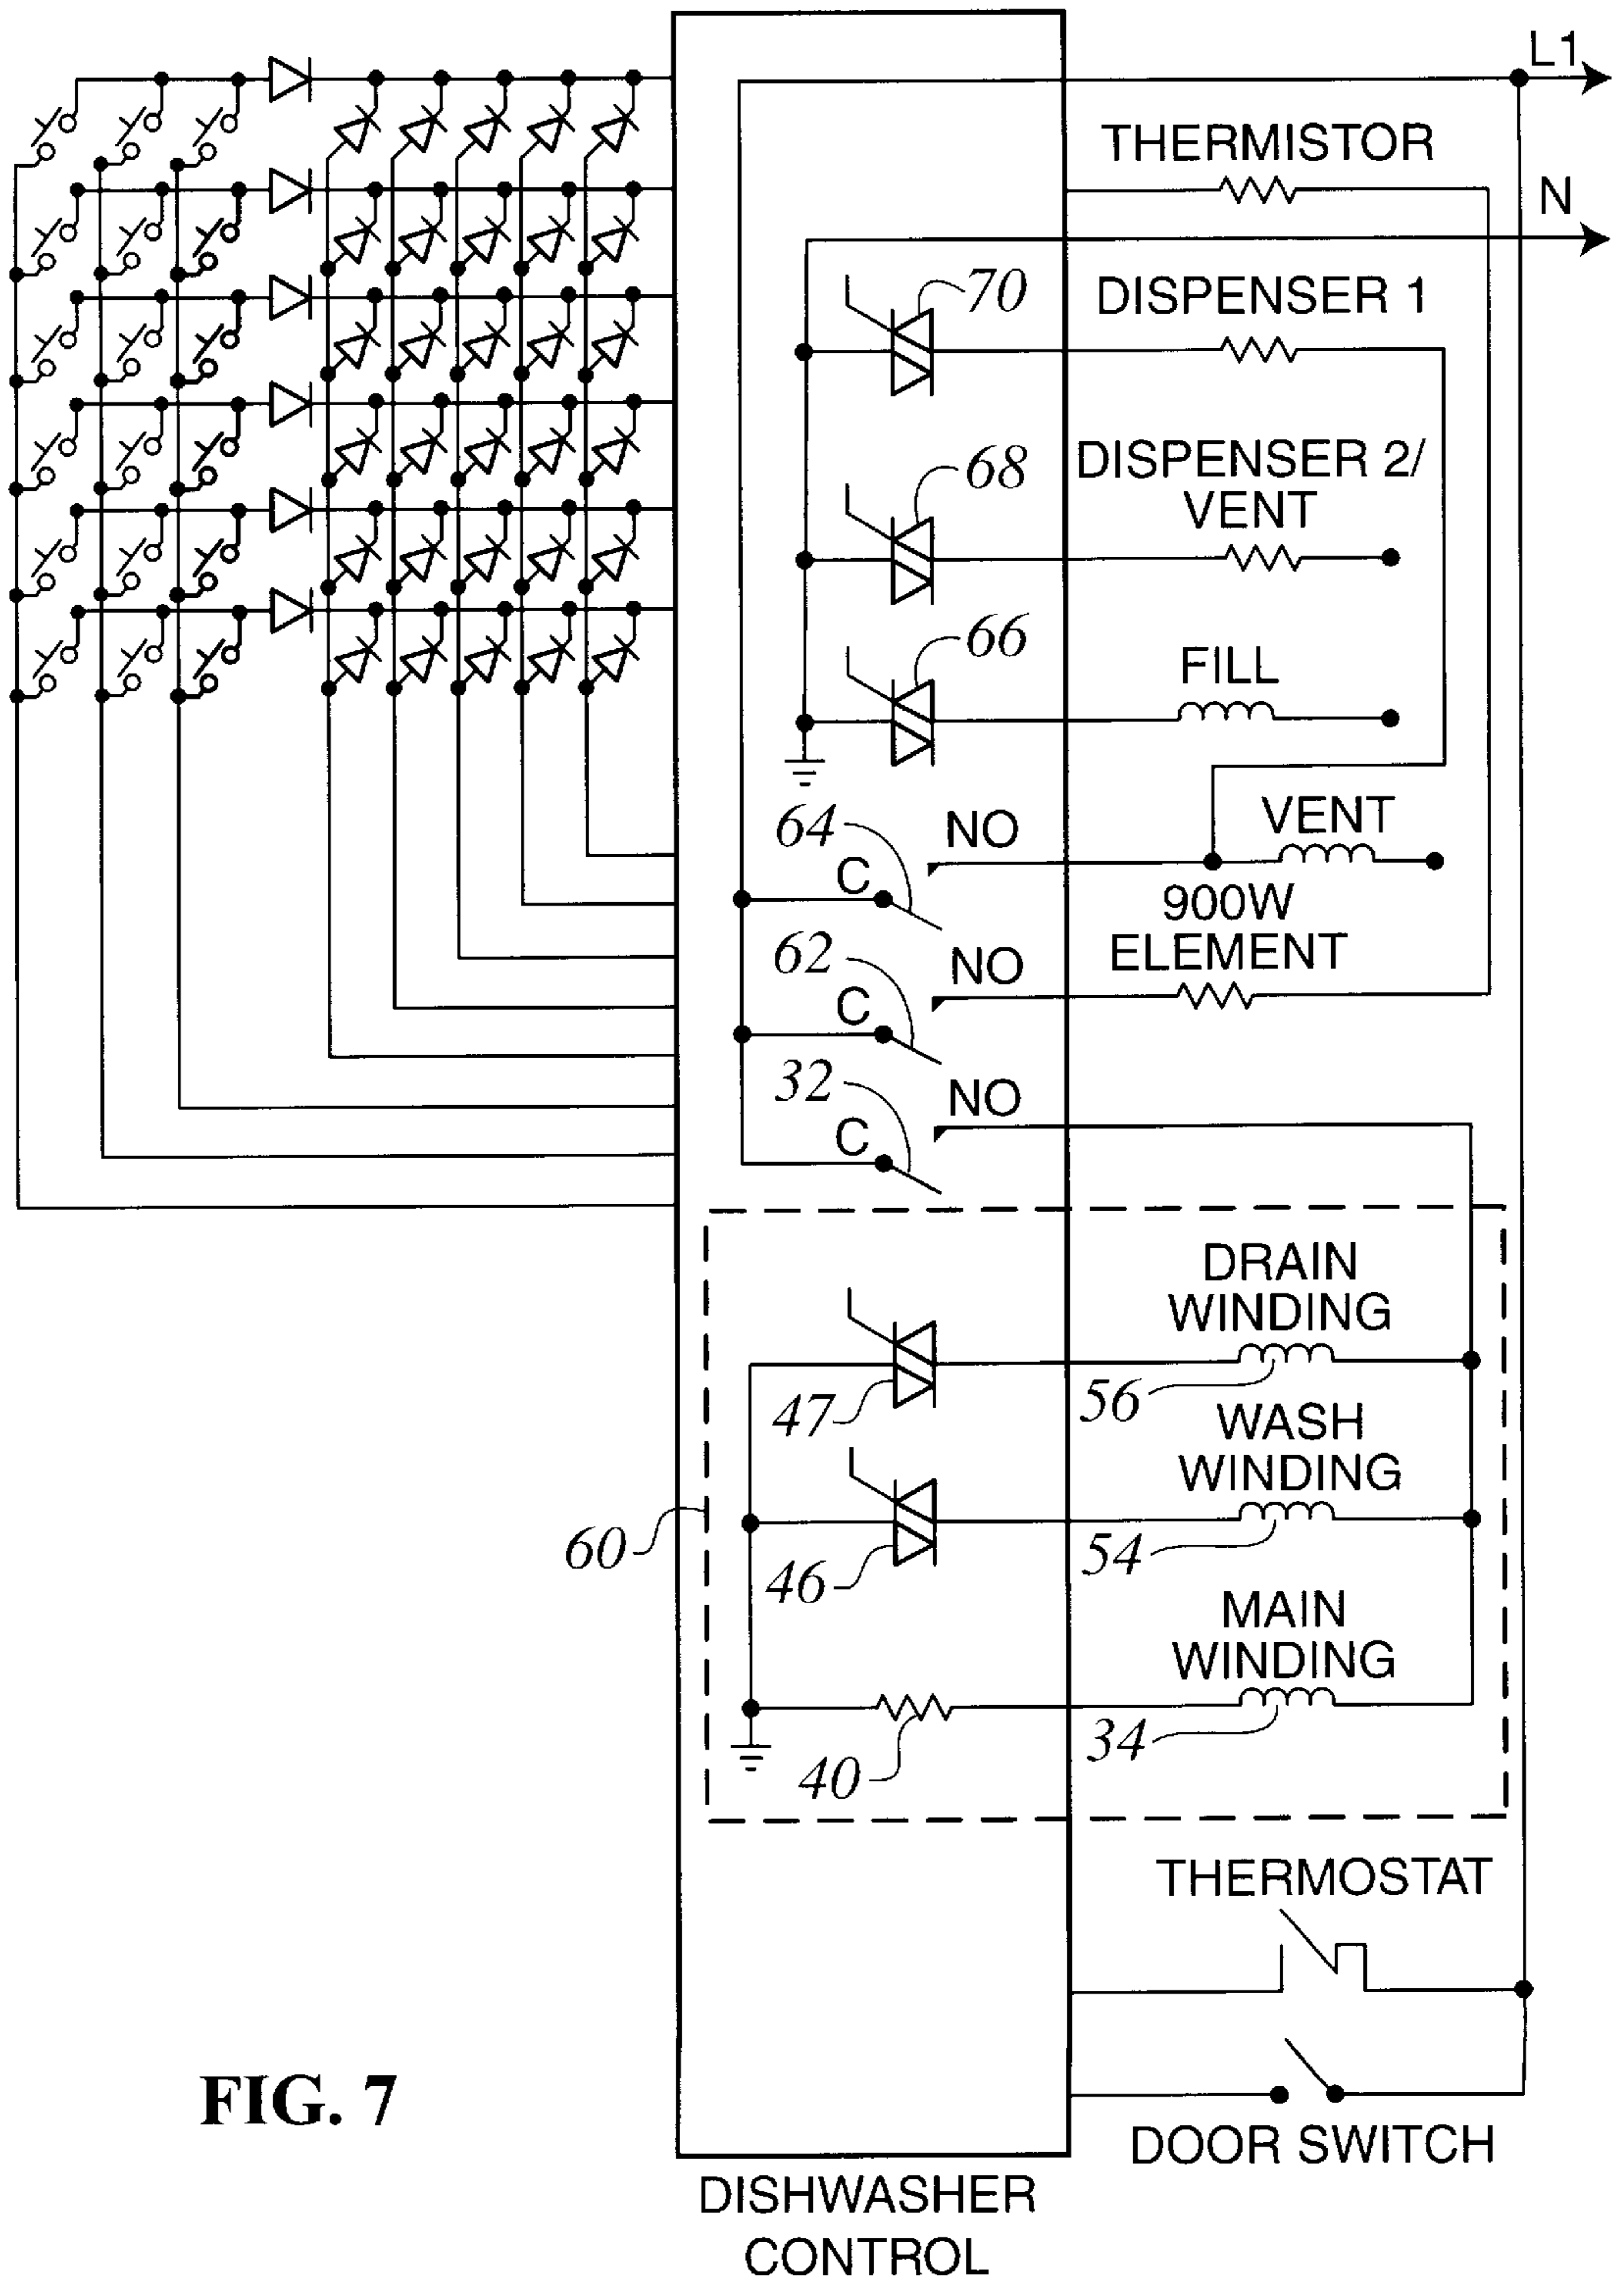 L1
THERMISTOR
N
70
DISPENSER 1
68
DISPENSER 2/
VENT
66
FILL
64
NO
VENT
C
900W
ELEMENT
62
NO
C
32
NO
C
DRAIN
WINDING
47
56
WASH
WINDING
60
46
54
MAIN
WINDING
40
34
THERMOSTAT
FIG. 7
DOOR SWITCH
DISHWASHER
CONTROL